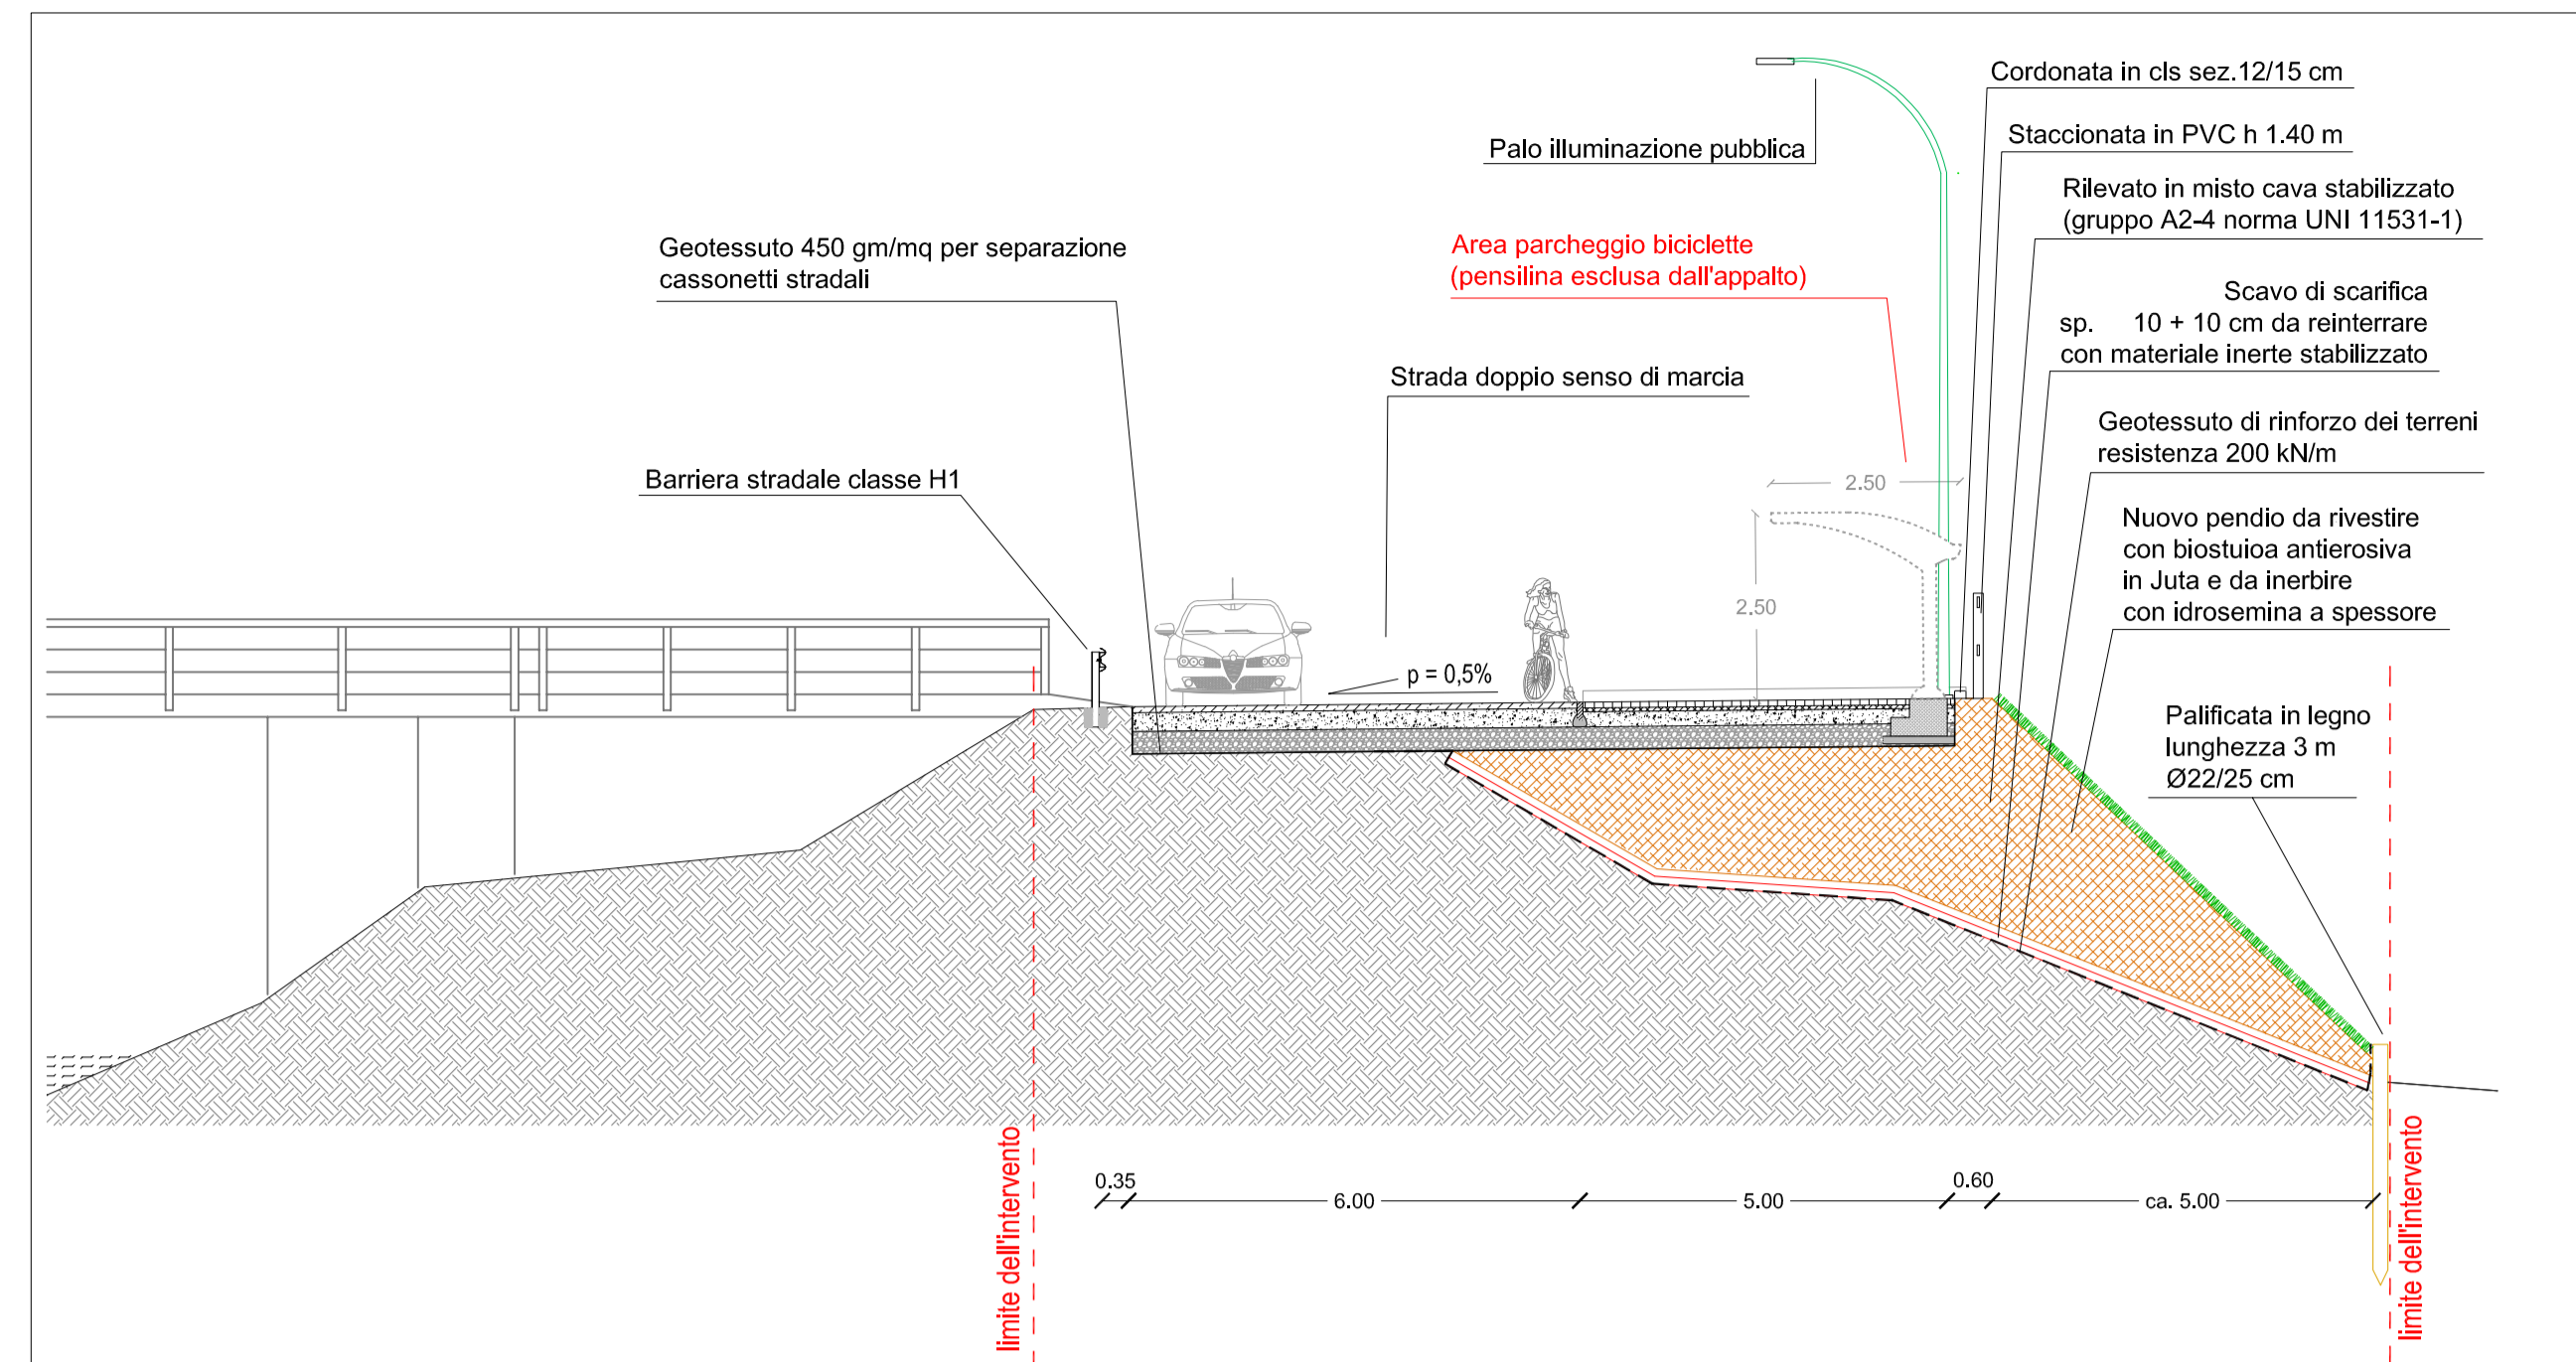 Cordonata in cls sez.12/15 cm
Staccionata in PVC h 1.40 m
Palo illuminazione pubblica
Rilevato in misto cava stabilizzato
(gruppo A2-4 norma UNI 11531-1)
Geotessuto 450 gm/mq per separazione
cassonetti stradali
Area parcheggio biciclette
(pensilina esclusa dall'appalto)
Scavo di scarifica
sp. 10 + 10 cm da reinterrare
con materiale inerte stabilizzato
Strada doppio senso di marcia
Geotessuto di rinforzo dei terreni
resistenza 200 kN/m
Barriera stradale classe H1
2.50
Nuovo pendio da rivestire
con biostuioa antierosiva
in Juta e da inerbire
con idrosemina a spessore
2.50
p = 0,5%
Palificata in legno
lunghezza 3 m
Ø22/25 cm
limite dell'intervento
0.35
6.00
5.00
0.60
ca. 5.00
limite dell'intervento